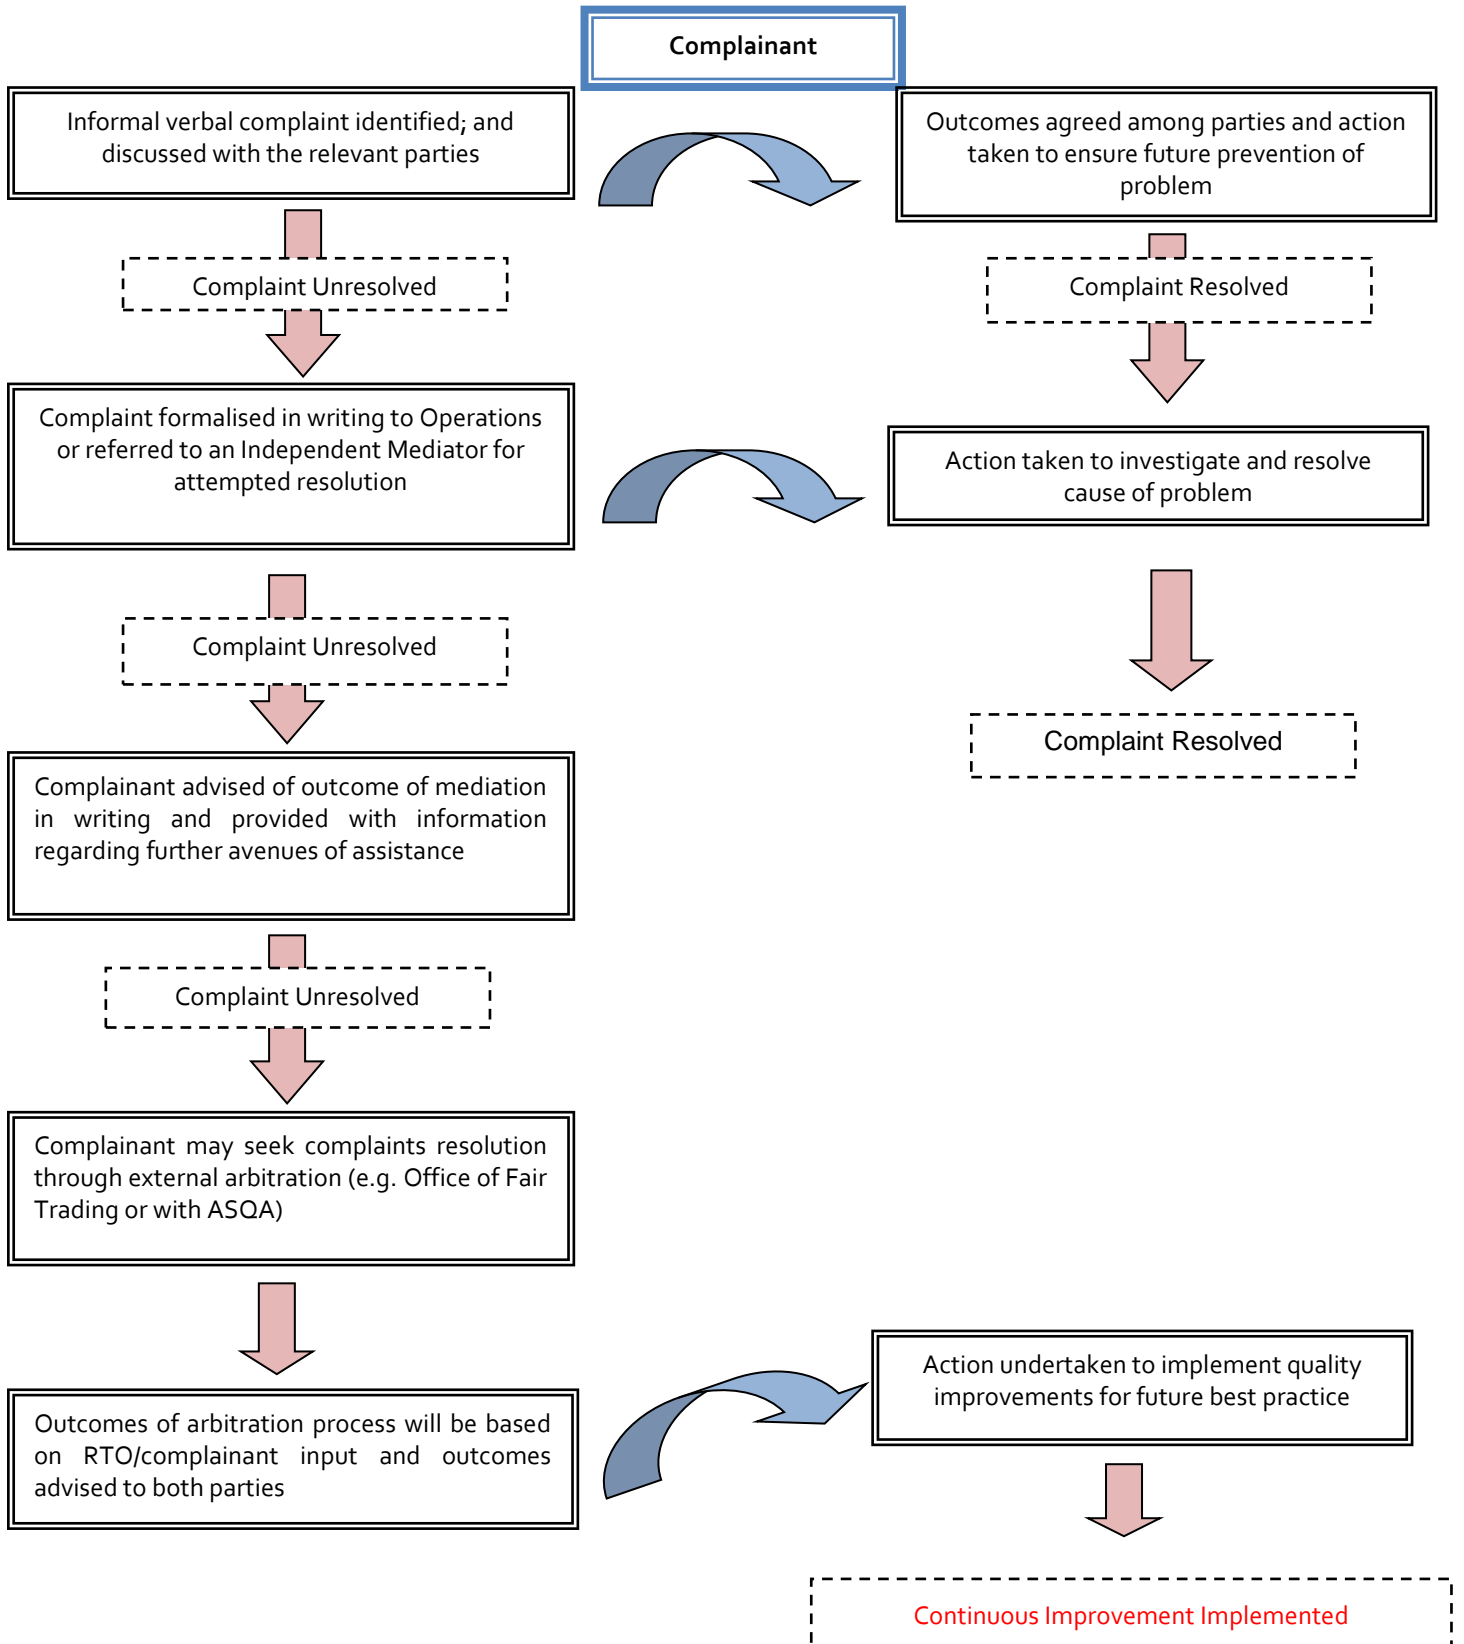 Complainant
Informal verbal complaint identified; and
discussed with the relevant parties
Outcomes agreed among parties and action
taken to ensure future prevention of
problem
Complaint Unresolved
Complaint Resolved
Complaint formalised in writing to Operations
or referred to an Independent Mediator for
attempted resolution
Action taken to investigate and resolve
cause of problem
Complaint Unresolved
Complaint Resolved
Complainant advised of outcome of mediation
in writing and provided with information
regarding further avenues of assistance
Complaint Unresolved
Complainant may seek complaints resolution
through external arbitration (e.g. Office of Fair
Trading or with ASQA)
Action undertaken to implement quality
improvements for future best practice
Outcomes of arbitration process will be based
on RTO/complainant input and outcomes
advised to both parties
Continuous Improvement Implemented